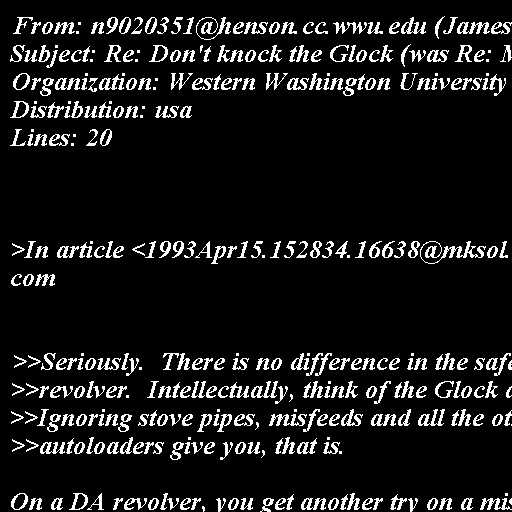 From: n9020351@henson.cc.wwu.edu (James
Subject: Re: Don't knock the Glock (was Re:
Organization: Western Washington University
Distribution: usa
Lines: 20
>In article <1993Apr15.152834.16638@mksol.
com
>>Seriously.  There is no difference in the
>>revolver.  Intellectually, think of the Glock
>>Ignoring stove pipes, misfeeds and all the
>>autoloaders give you, that is.
On a DA revolver, you get another try on a